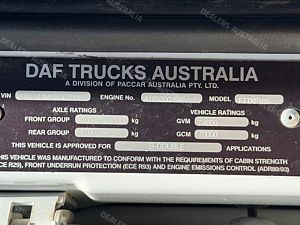 DAF TRUCKS AUSTRALIA
A DIVISION OF PACCAR AUSTRALIA PTY. LTD.
VIN ENGINE No. MODEL
AXLE RATINGS VEHICLE RATINGS
FRONT GROUP kg GVM kg
REAR GROUP kg GCM 70000 kg
THIS VEHICLE IS APPROVED FOR B-DOUBLE APPLICATIONS
THIS VEHICLE WAS MANUFACTURED TO CONFORM WITH THE REQUIREMENTS OF CABIN STRENGTH
(ECE R29), FRONT UNDERRUN PROTECTION (ECE R93) AND ENGINE EMISSIONS CONTROL (ADR80/03)